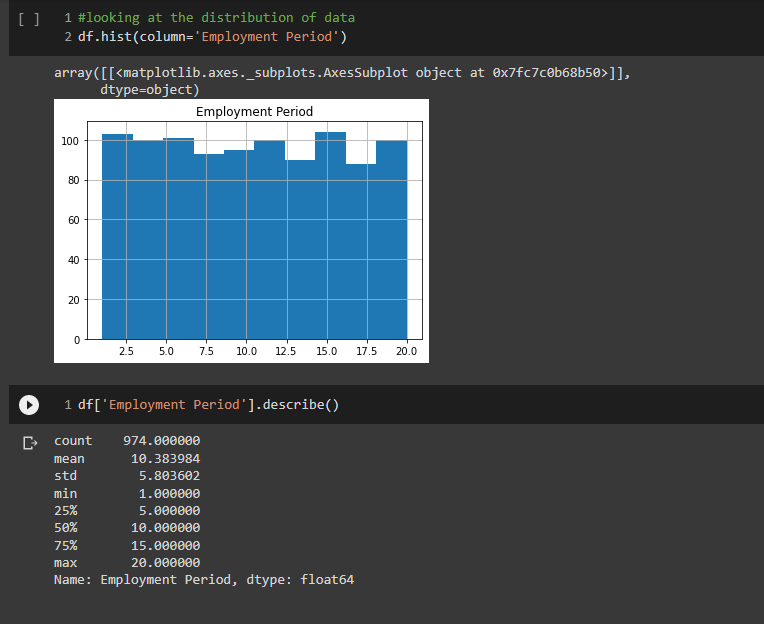 [ ] 1 #looking at the distribution of data
2 df.hist(column='Employment Period')
array([[<matplotlib.axes._subplots.AxesSubplot object at 0x7fc7c0b68b50>]],
dtype=object)
Employment Period
100
80
60
40
20
0
2.5 5.0 7.5 10.0 12.5 15.0 17.5 20.0
1 df['Employment Period'].describe()
count 974.000000
mean 10.383984
std 5.803602
min 1.000000
25% 5.000000
50% 10.000000
75% 15.000000
max 20.000000
Name: Employment Period, dtype: float64